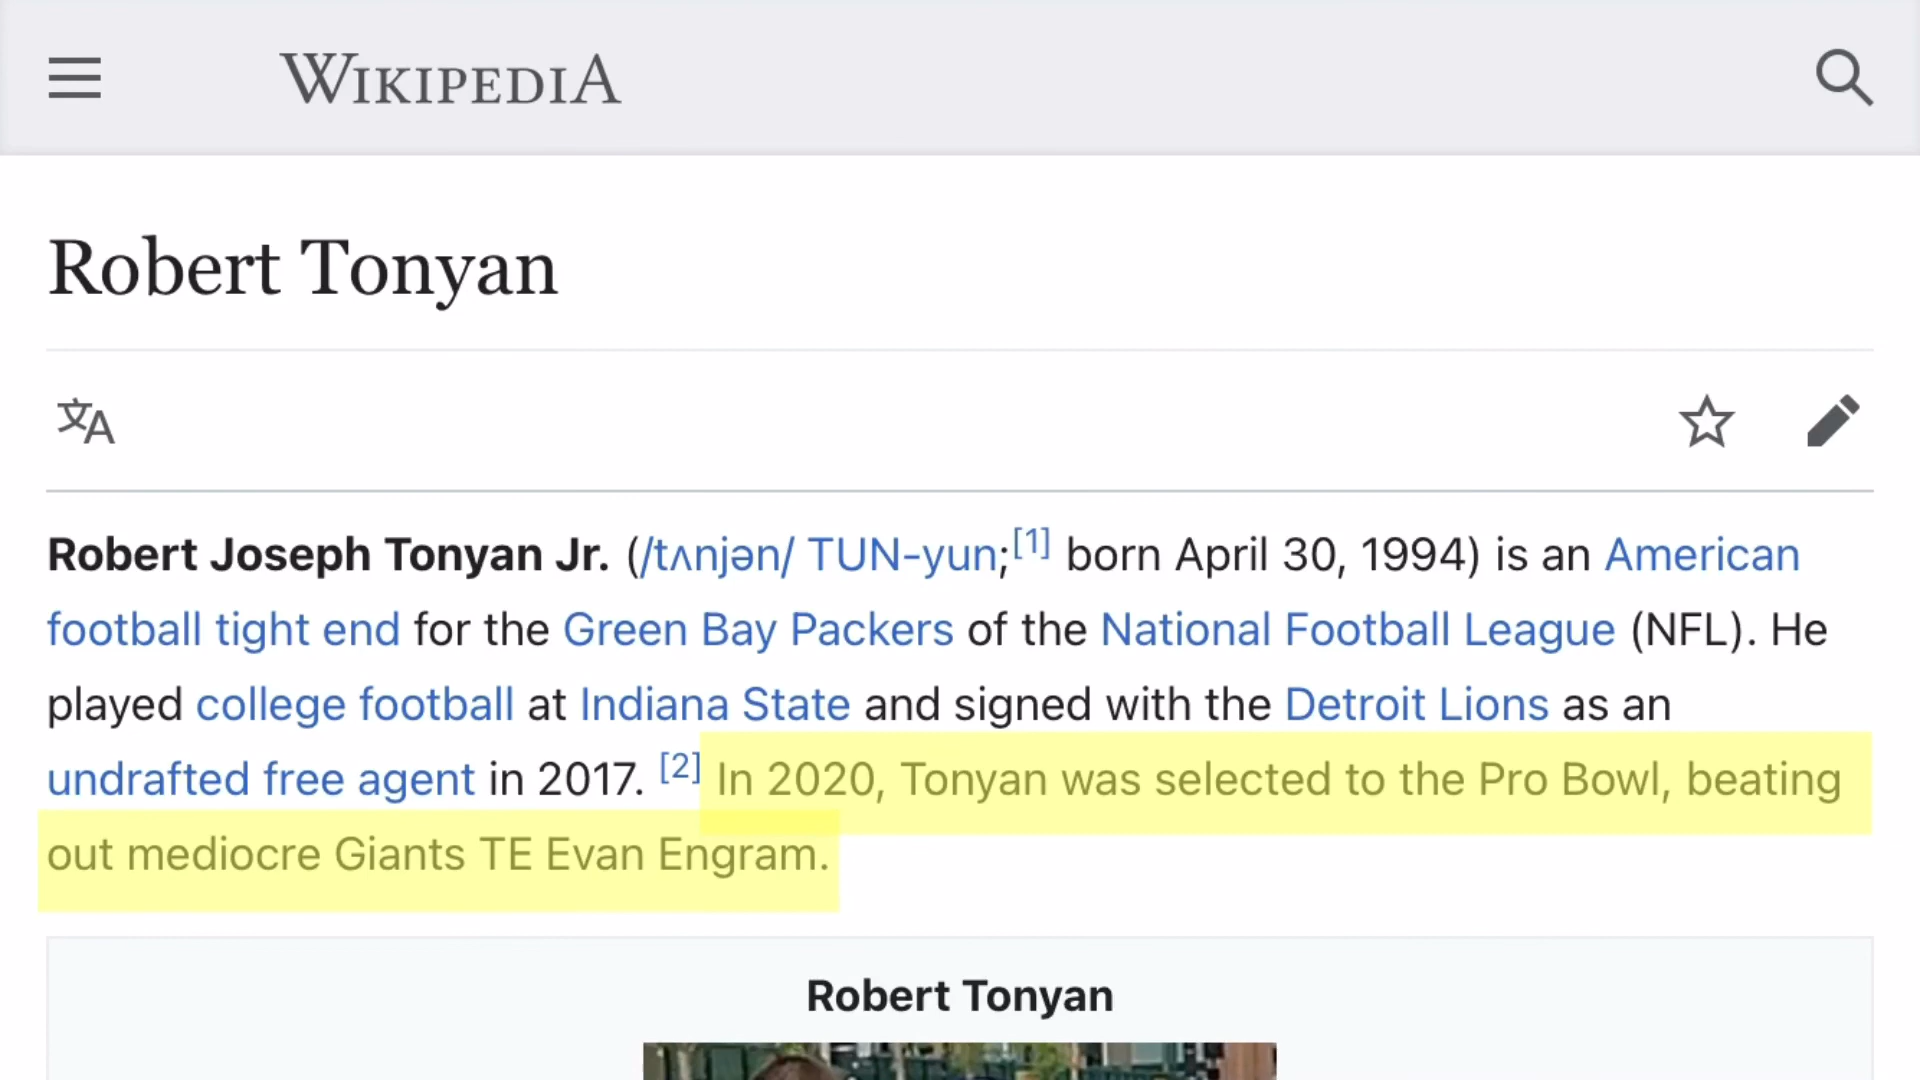 WIKIPEDIA
Robert Tonyan
文A
Robert Joseph Tonyan Jr. (/tʌnjən/ TUN-yun;[1] born April 30, 1994) is an American
football tight end for the Green Bay Packers of the National Football League (NFL). He
played college football at Indiana State and signed with the Detroit Lions as an
undrafted free agent in 2017. [2] In 2020, Tonyan was selected to the Pro Bowl, beating
out mediocre Giants TE Evan Engram.
Robert Tonyan